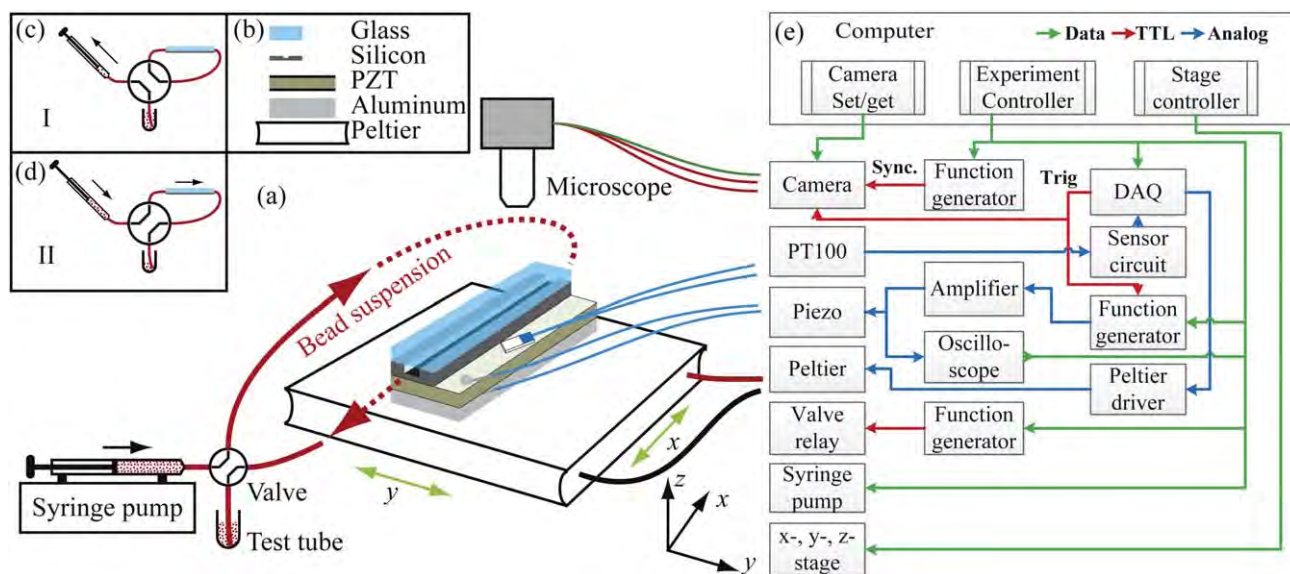 (c)
I
(d)
II
(b)
Glass
Silicon
PZT
Aluminum
Peltier
(a)
Microscope
Bead suspension
x
y
Syringe pump
Valve
Test tube
z
x
y
(e)
Computer
Data
TTL
Analog
Camera
Set/get
Experiment
Controller
Stage
controller
Camera
Sync.
Function
generator
Trig
DAQ
PT100
Sensor
circuit
Amplifier
Piezo
Function
generator
Oscillo-
scope
Peltier
Peltier
driver
Valve
relay
Function
generator
Syringe
pump
x-, y-, z-
stage